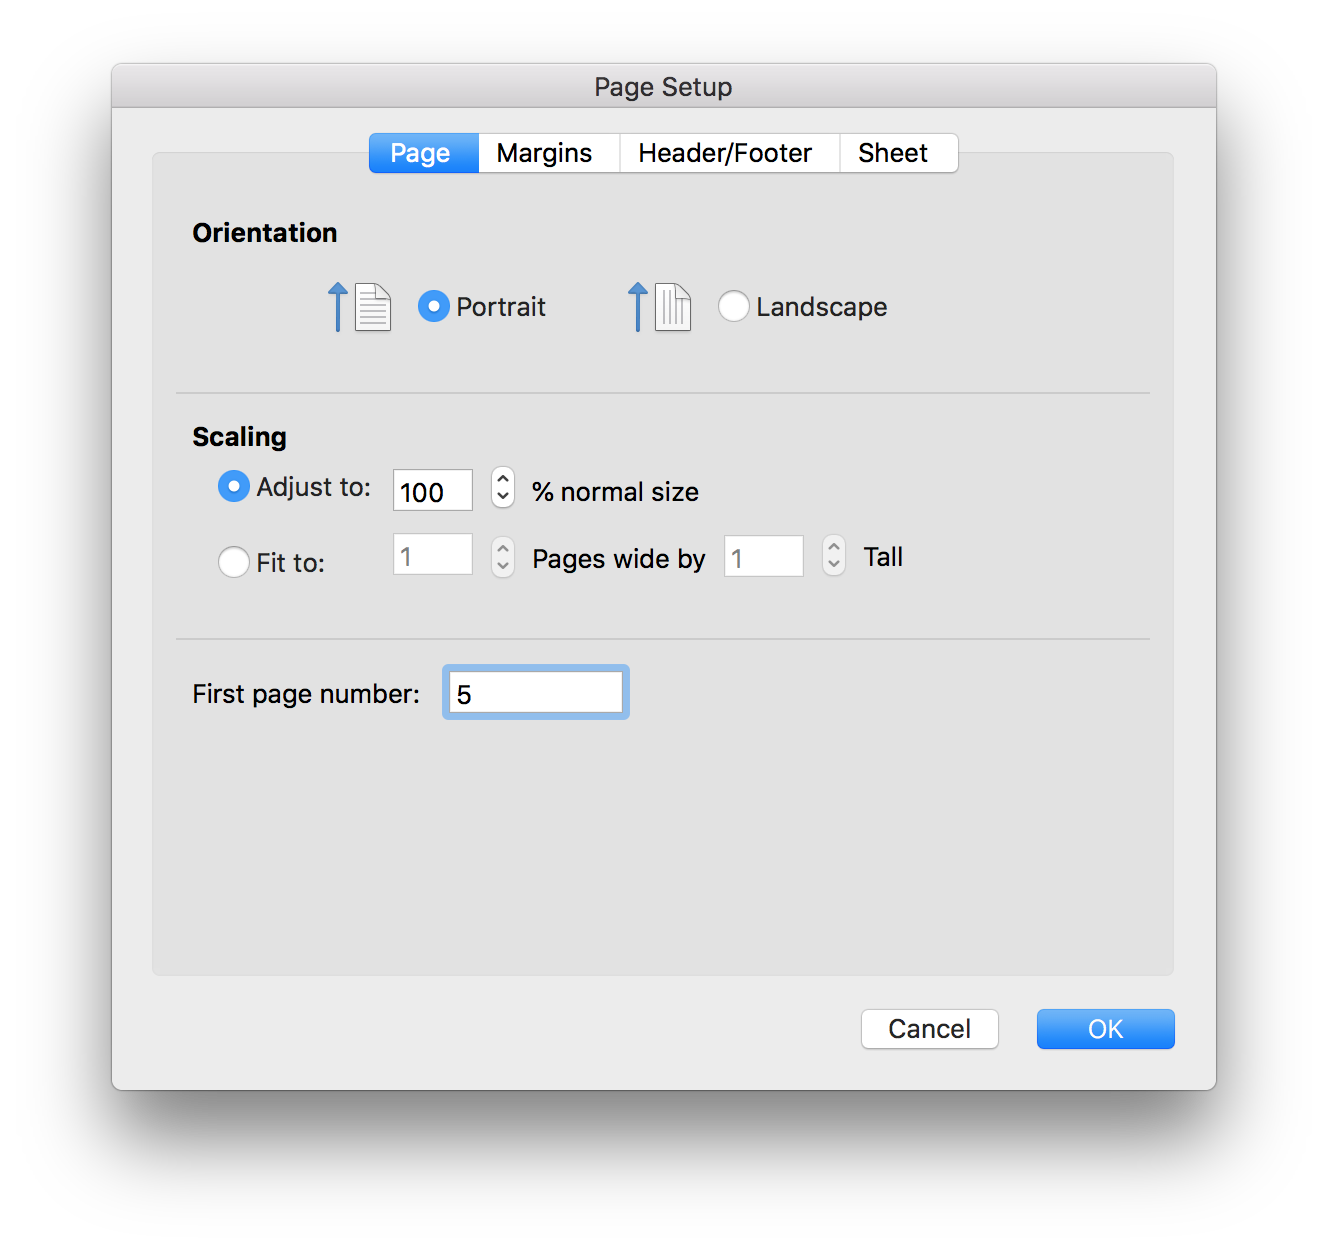 Page Setup
Page Margins Header/Footer Sheet
Orientation
Portrait Landscape
Scaling
Adjust to: 100 % normal size
Fit to: 1 Pages wide by 1 Tall
First page number: 5
Cancel OK